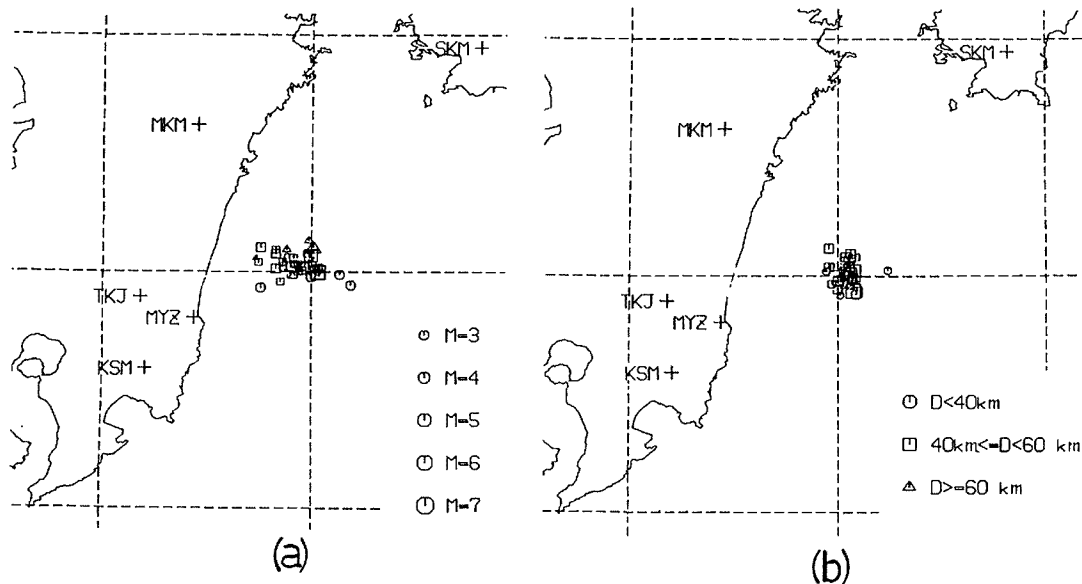 SKM+
MKM+
TKJ+
MYZ+
KSM+
M=3
M=4
M=5
M=6
M=7
(a)
SKM+
MKM+
TKJ+
MYZ+
KSM+
D<40km
40km<=D<60 km
D>=60 km
(b)